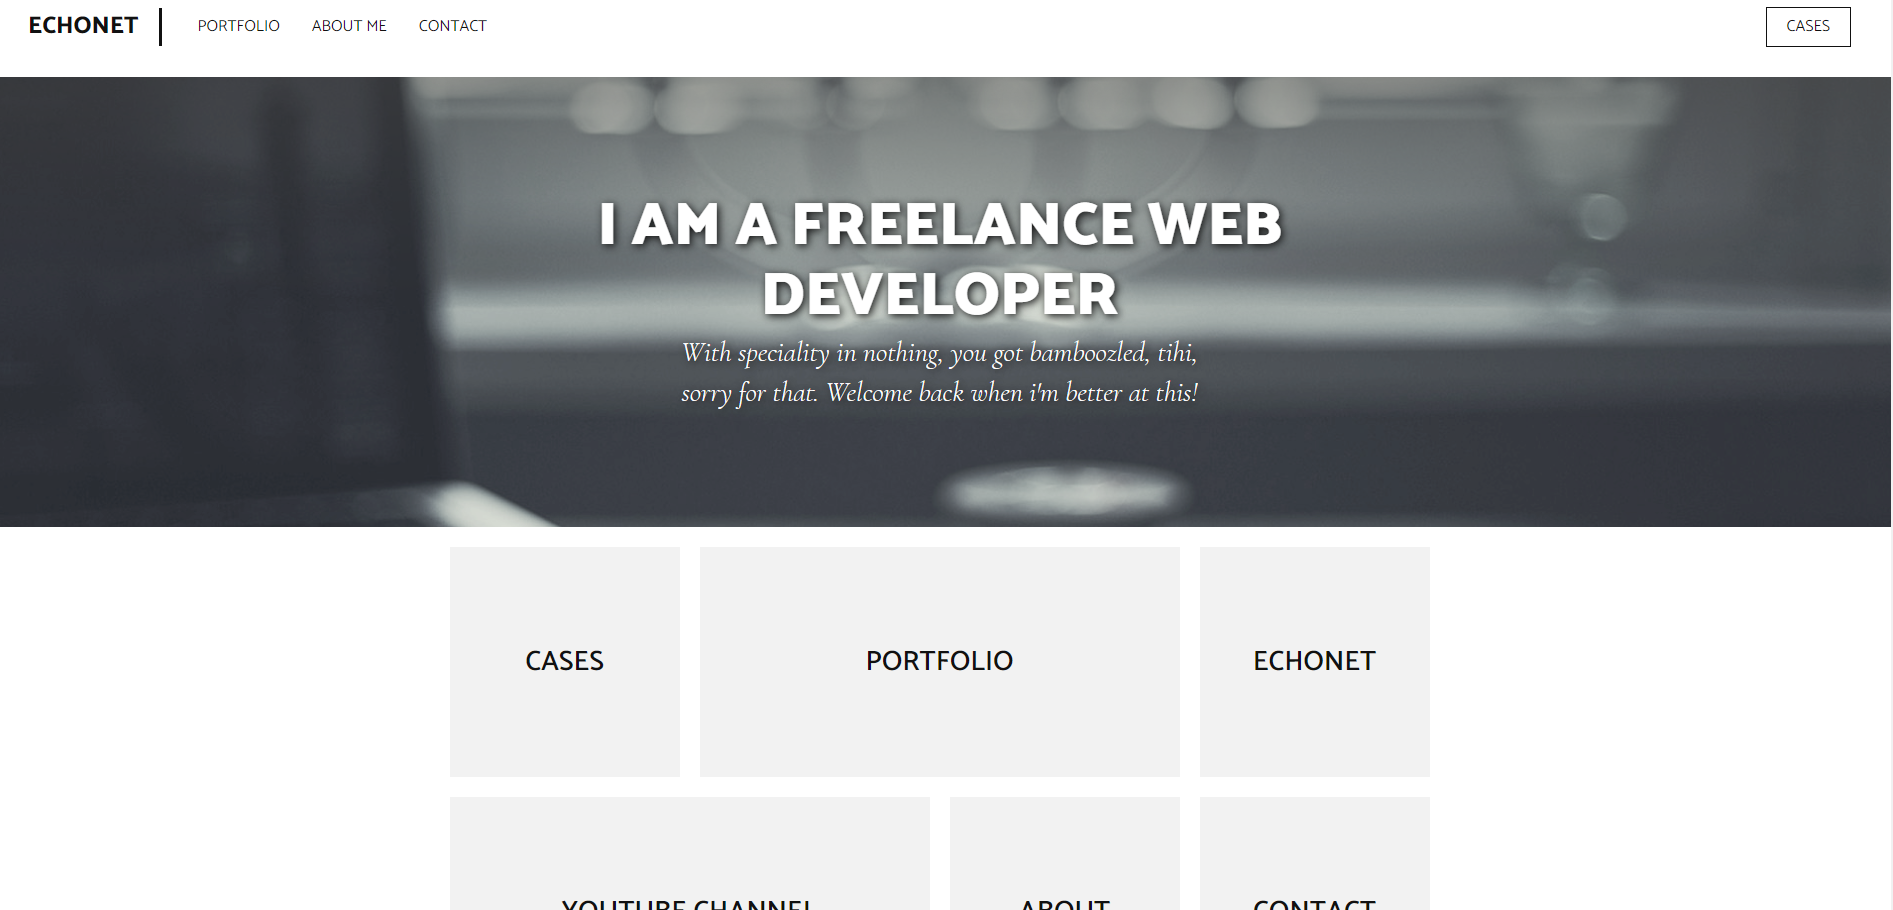 ECHONET
PORTFOLIO ABOUT ME CONTACT
CASES
I AM A FREELANCE WEB
DEVELOPER
With speciality in nothing, you got bamboozled, tihi,
sorry for that. Welcome back when i'm better at this!
CASES PORTFOLIO ECHONET
YOUTUBE CHANNEL ABOUT CONTACT